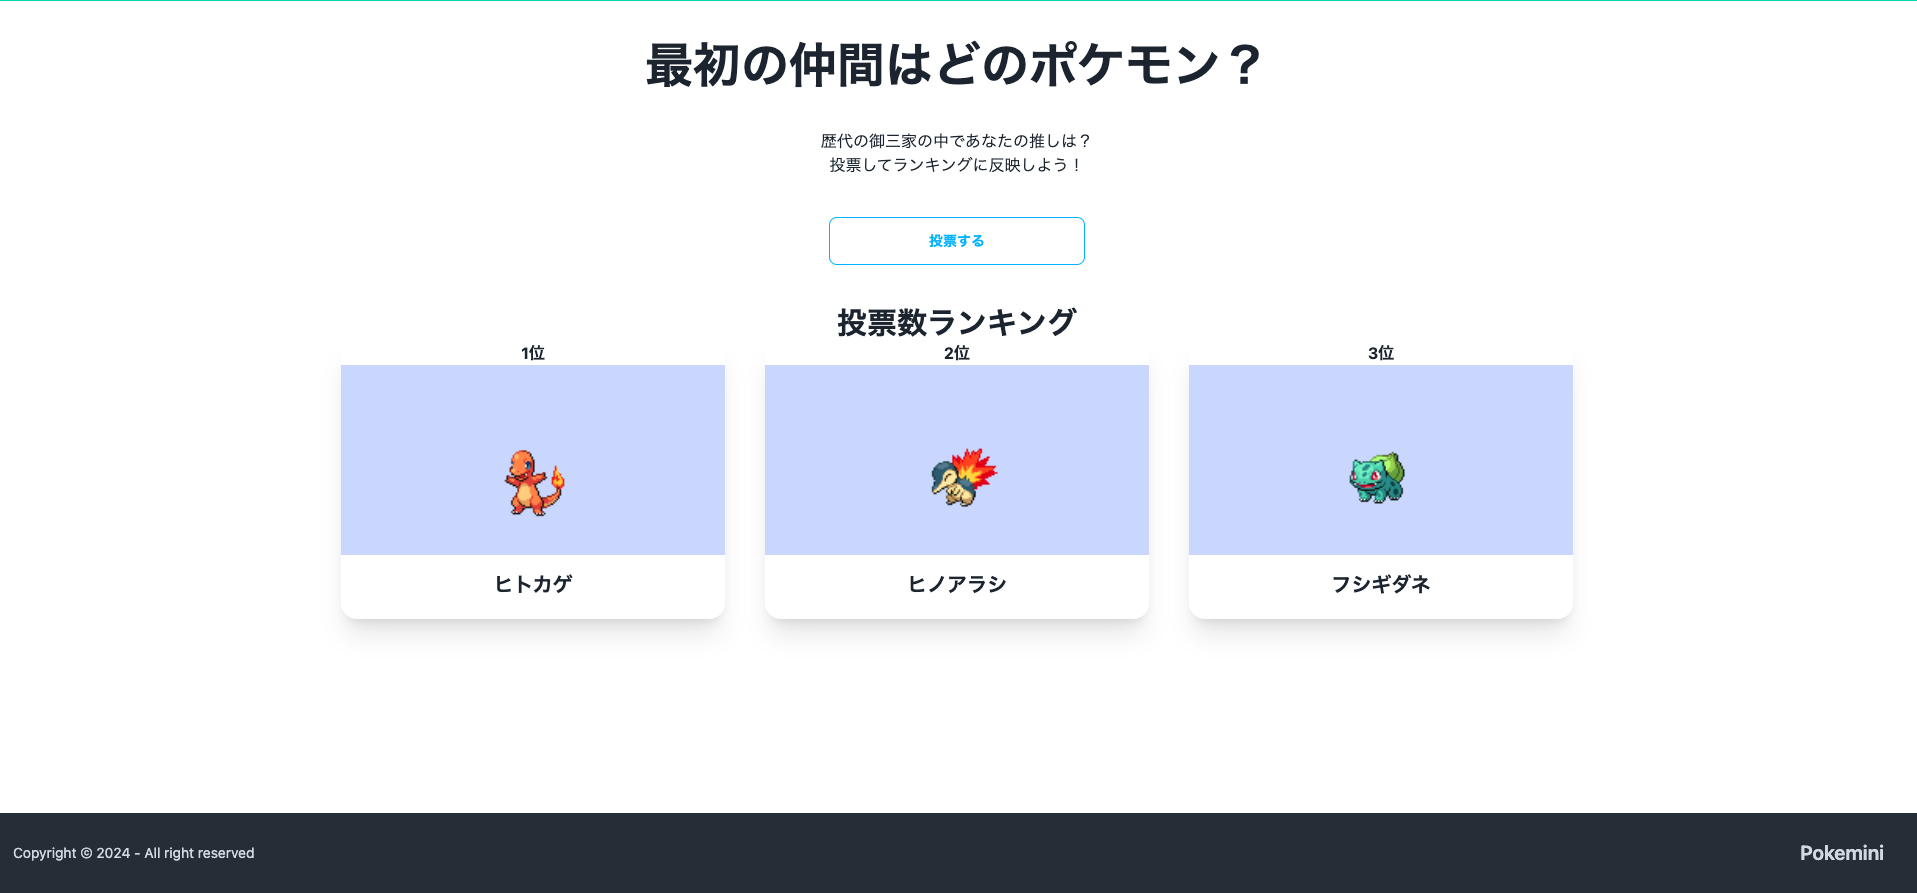 最初の仲間はどのポケモン？
歴代の御三家の中であなたの推しは？
投票してランキングに反映しよう！
投票する
投票数ランキング
1位
2位
3位
ヒトカゲ
ヒノアラシ
フシギダネ
Copyright © 2024 - All right reserved
Pokemini